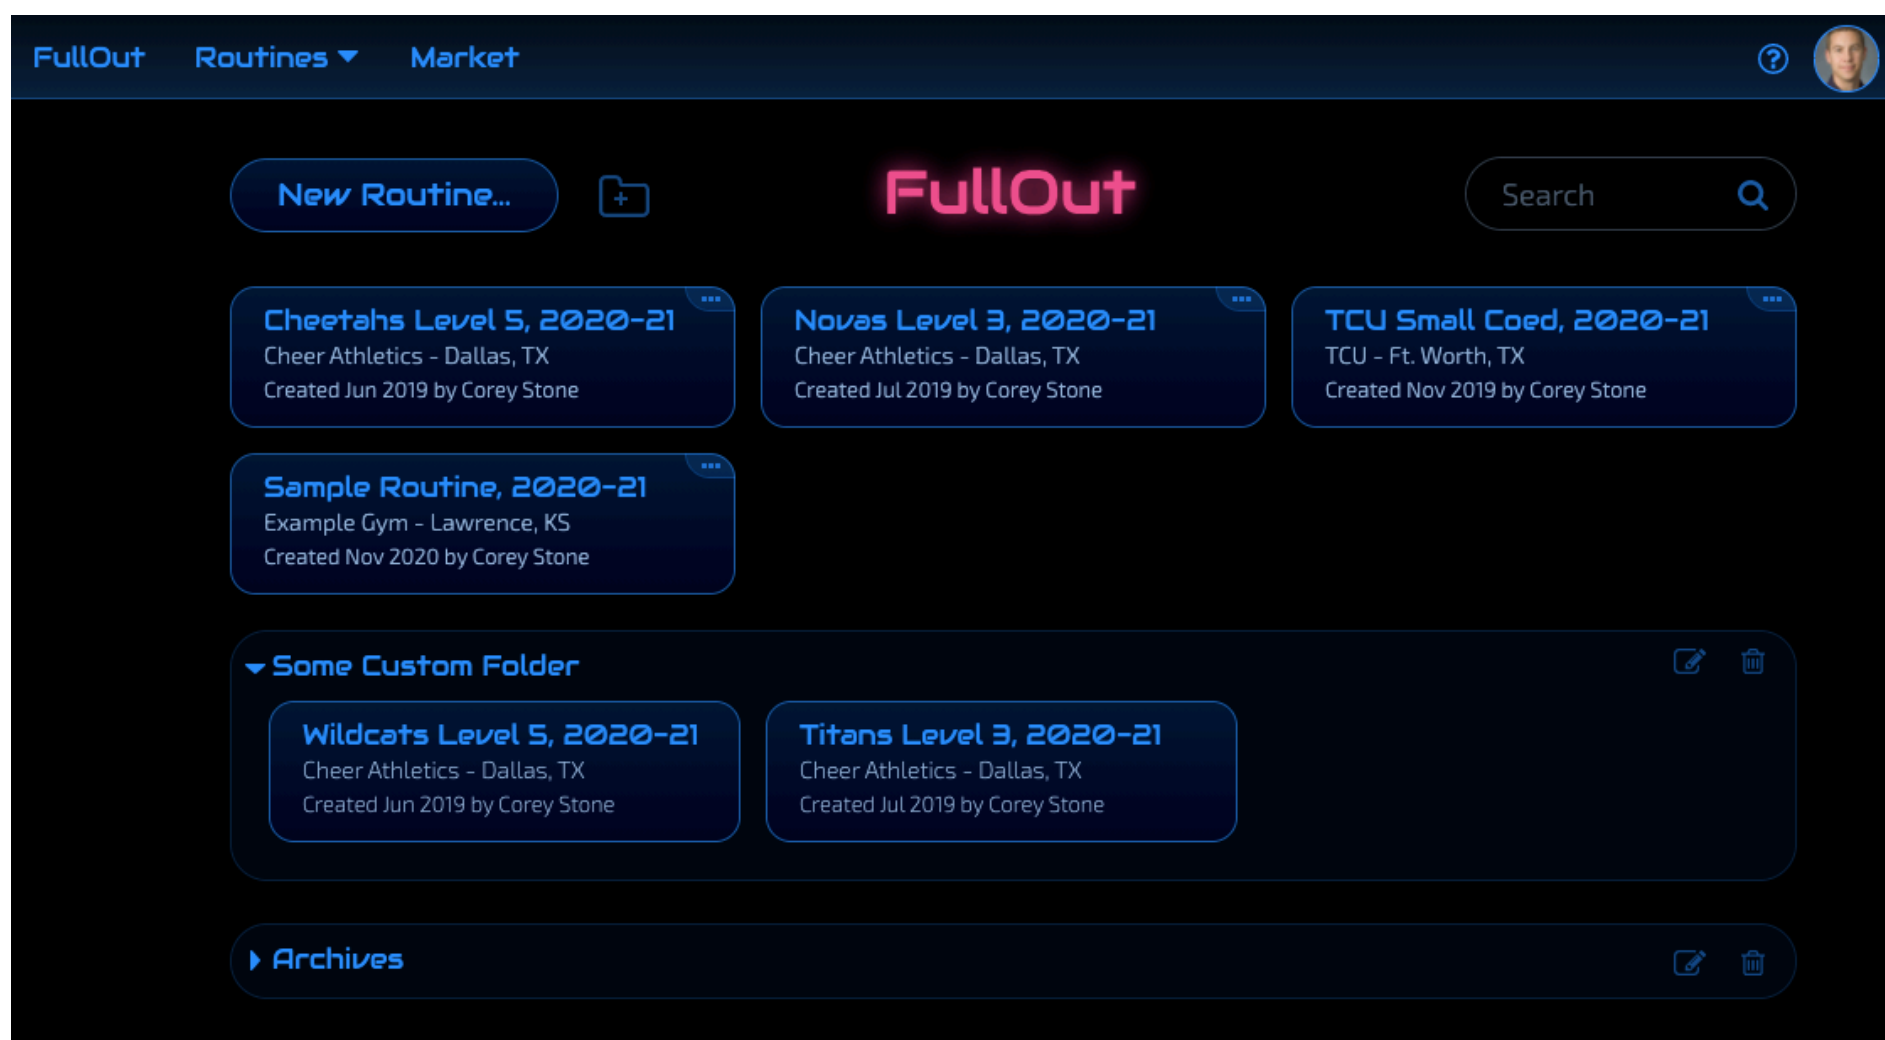 FullOut Routines Market
New Routine...
FullOut
Search
Cheetahs Level 5, 2020-21
Cheer Athletics - Dallas, TX
Created Jun 2019 by Corey Stone
Novas Level 3, 2020-21
Cheer Athletics - Dallas, TX
Created Jul 2019 by Corey Stone
TCU Small Coed, 2020-21
TCU - Ft. Worth, TX
Created Nov 2019 by Corey Stone
Sample Routine, 2020-21
Example Gym - Lawrence, KS
Created Nov 2020 by Corey Stone
Some Custom Folder
Wildcats Level 5, 2020-21
Cheer Athletics - Dallas, TX
Created Jun 2019 by Corey Stone
Titans Level 3, 2020-21
Cheer Athletics - Dallas, TX
Created Jul 2019 by Corey Stone
Archives